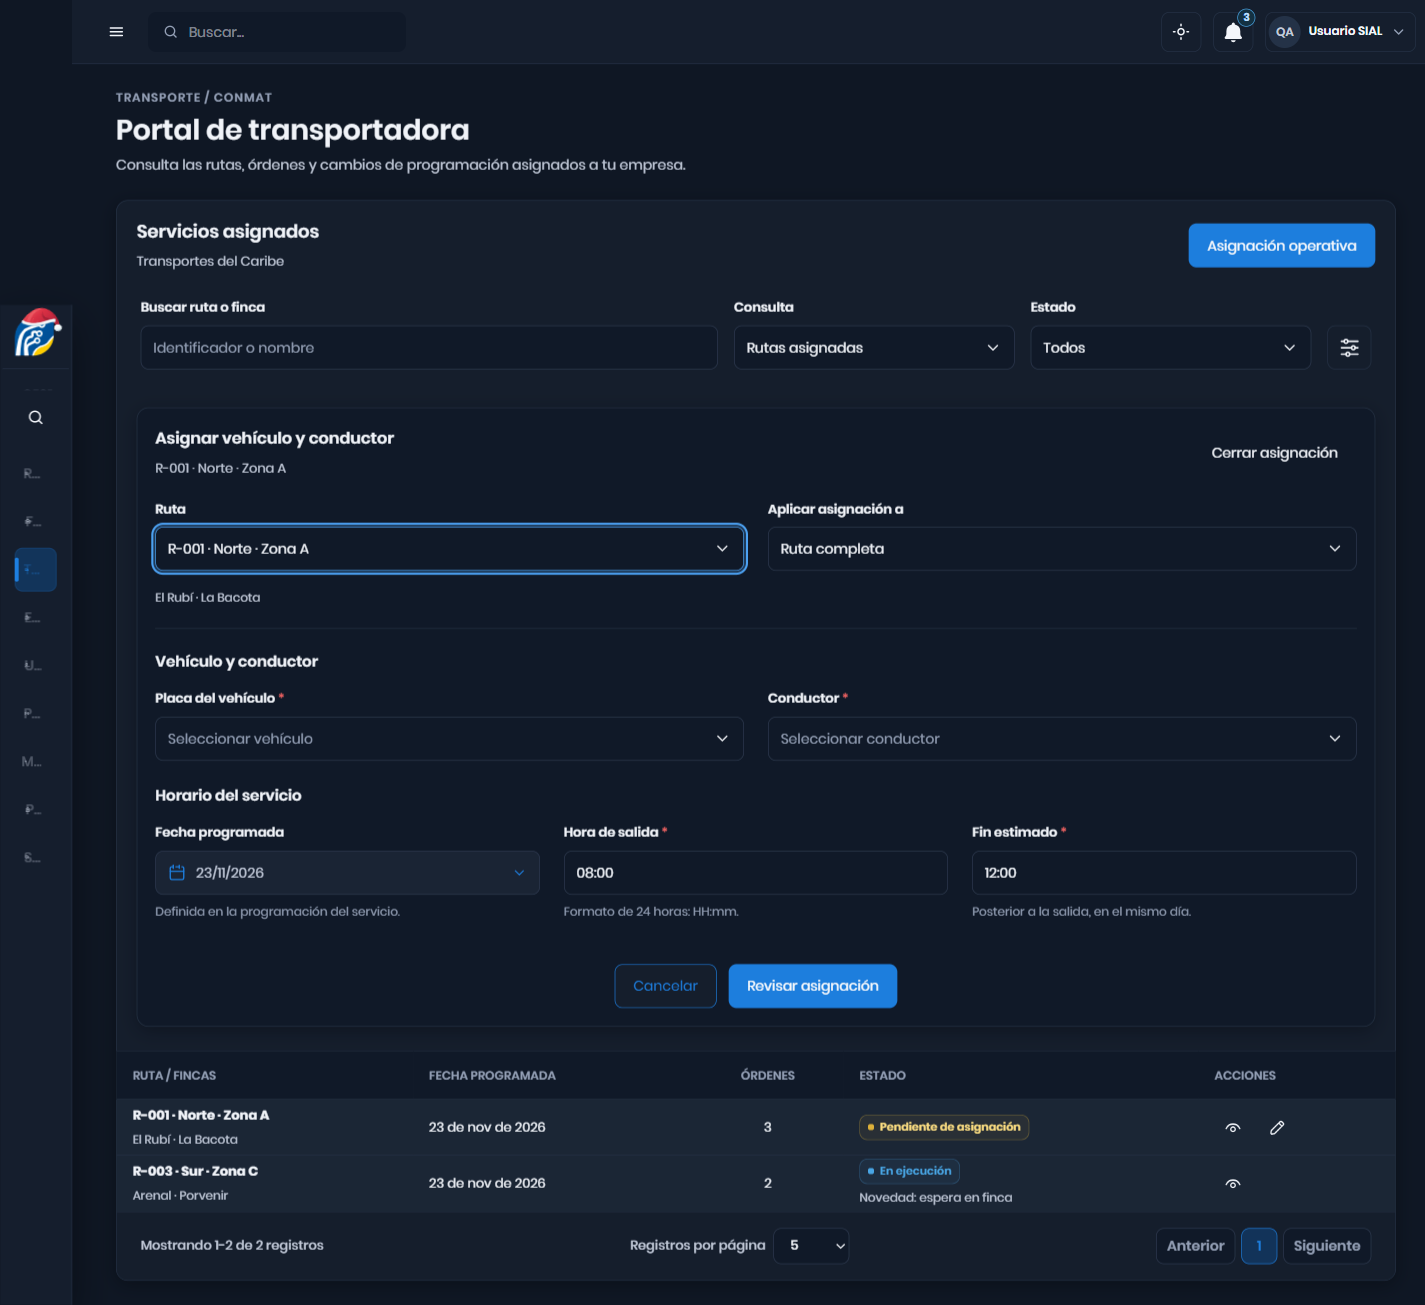 Buscar...
3
QA
Usuario SIAL
TRANSPORTE / CONMAT
Portal de transportadora
Consulta las rutas, órdenes y cambios de programación asignados a tu empresa.
Servicios asignados
Transportes del Caribe
Asignación operativa
Buscar ruta o finca
Consulta
Estado
Identificador o nombre
Rutas asignadas
Todos
Asignar vehículo y conductor
R-001 · Norte · Zona A
Cerrar asignación
Ruta
Aplicar asignación a
R-001 · Norte · Zona A
Ruta completa
El Rubí · La Bacota
Vehículo y conductor
Placa del vehículo *
Conductor *
Seleccionar vehículo
Seleccionar conductor
Horario del servicio
Fecha programada
Hora de salida *
Fin estimado *
23/11/2026
08:00
12:00
Definida en la programación del servicio.
Formato de 24 horas: HH:mm.
Posterior a la salida, en el mismo día.
Cancelar
Revisar asignación
RUTA / FINCAS
FECHA PROGRAMADA
ÓRDENES
ESTADO
ACCIONES
R-001 · Norte · Zona A
El Rubí · La Bacota
23 de nov de 2026
3
Pendiente de asignación
R-003 · Sur · Zona C
Arenal · Porvenir
23 de nov de 2026
2
En ejecución
Novedad: espera en finca
Mostrando 1-2 de 2 registros
Registros por página
5
Anterior
1
Siguiente
M...